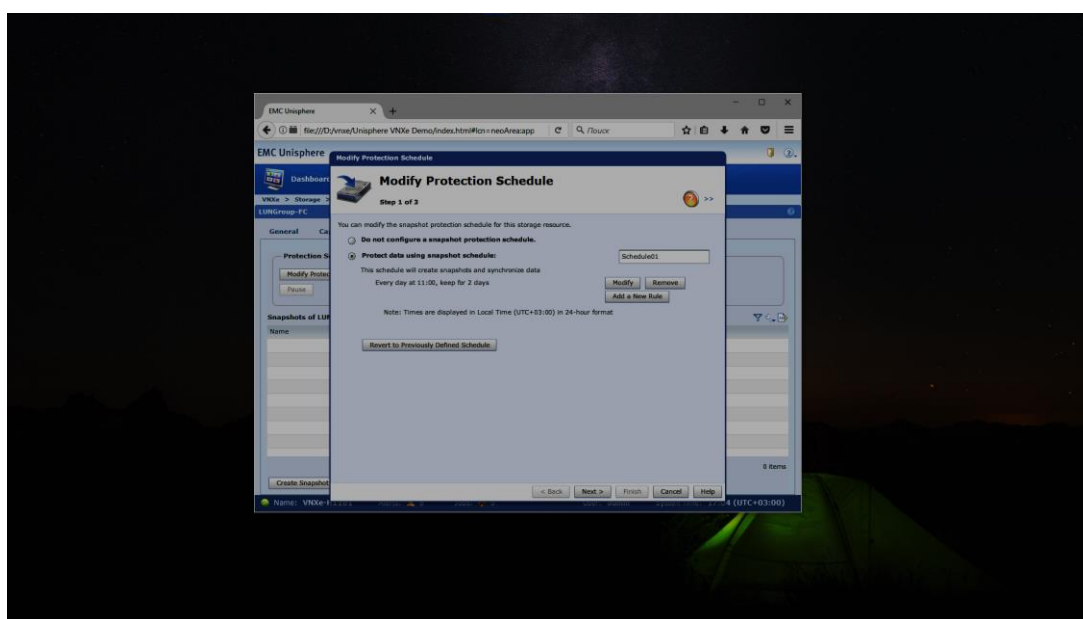 EMC Unisphere
file:///D:/vnxe/Unisphere VNXe Demo/index.html#lcn=neoArea:app
Поиск
EMC Unisphere
Modify Protection Schedule
Dashboard
VNXe > Storage >
LUNGroup-FC
Modify Protection Schedule
Step 1 of 3
>>
General
You can modify the snapshot protection schedule for this storage resource.
Do not configure a snapshot protection schedule.
Protect data using snapshot schedule:
Schedule01
This schedule will create snapshots and synchronize data
Every day at 11:00, keep for 2 days
Modify Remove
Add a New Rule
Note: Times are displayed in Local Time (UTC+03:00) in 24-hour format
Revert to Previously Defined Schedule
Pause
Snapshots of
Name
0 items
Create Snapshot
< Back Next > Finish Cancel Help
Name:
(UTC+03:00)